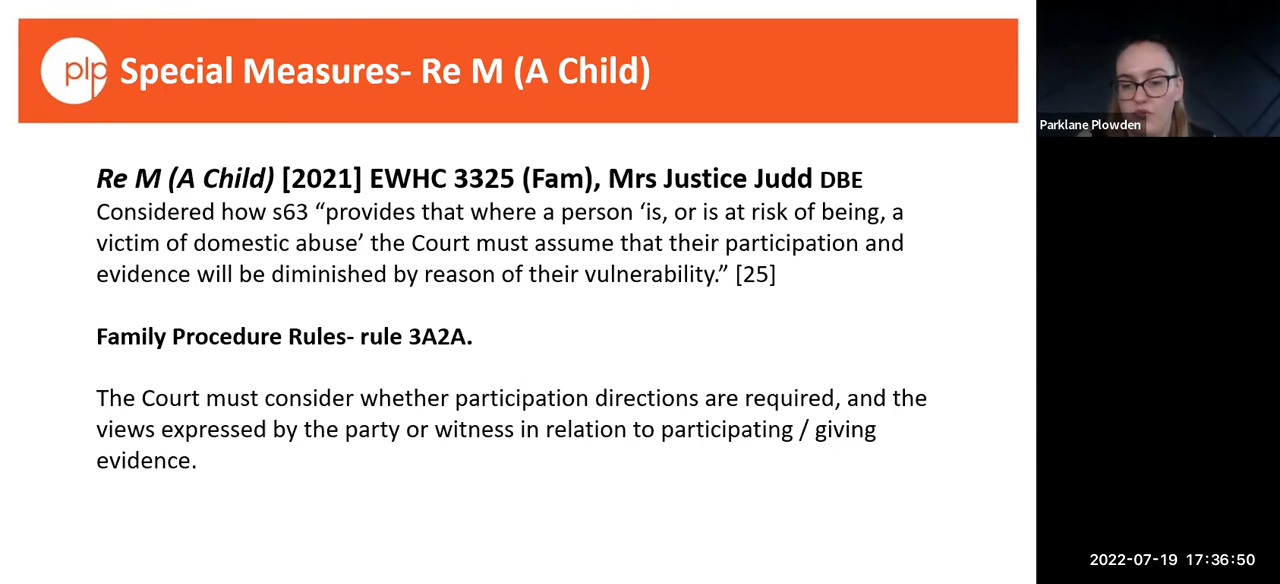 plp
Special Measures- Re M (A Child)
Parklane Plowden
Re M (A Child) [2021] EWHC 3325 (Fam), Mrs Justice Judd DBE
Considered how s63 “provides that where a person ‘is, or is at risk of being, a
victim of domestic abuse’ the Court must assume that their participation and
evidence will be diminished by reason of their vulnerability.” [25]
Family Procedure Rules- rule 3A2A.
The Court must consider whether participation directions are required, and the
views expressed by the party or witness in relation to participating / giving
evidence.
2022-07-19 17:36:50